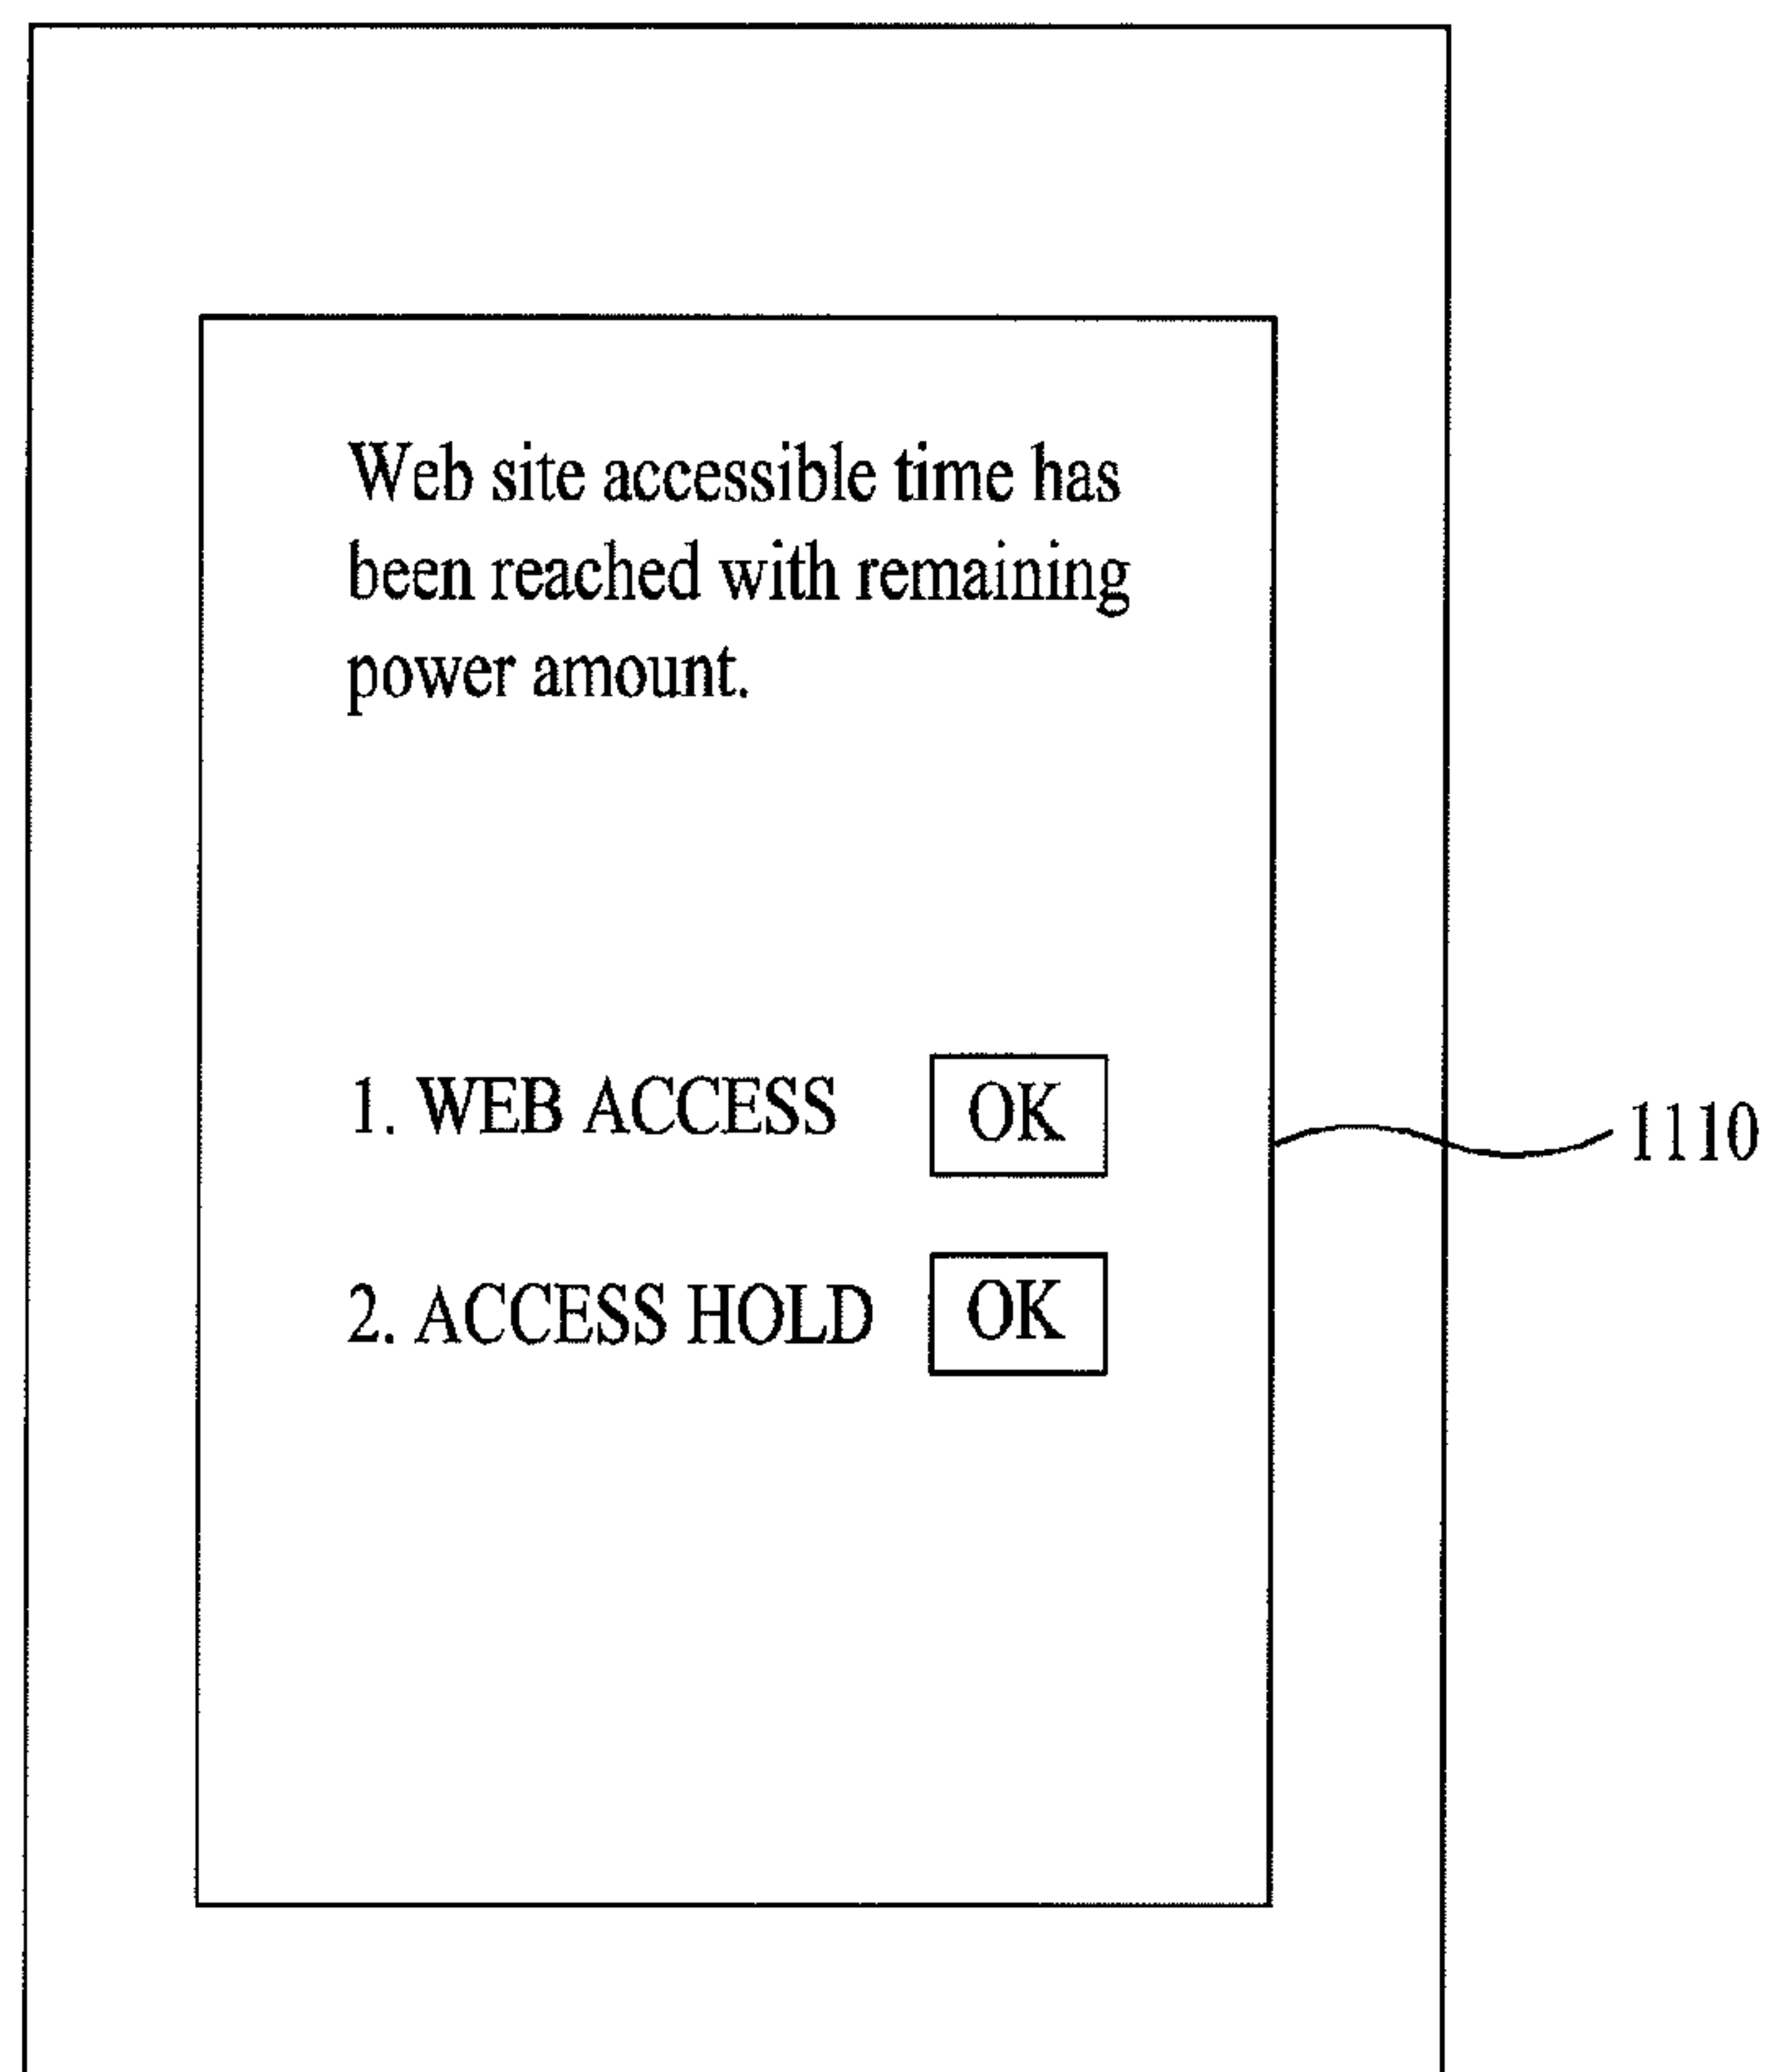 Web site accessible time has
been reached with remaining
power amount.
1. WEB ACCESS OK
1110
2. ACCESS HOLD OK